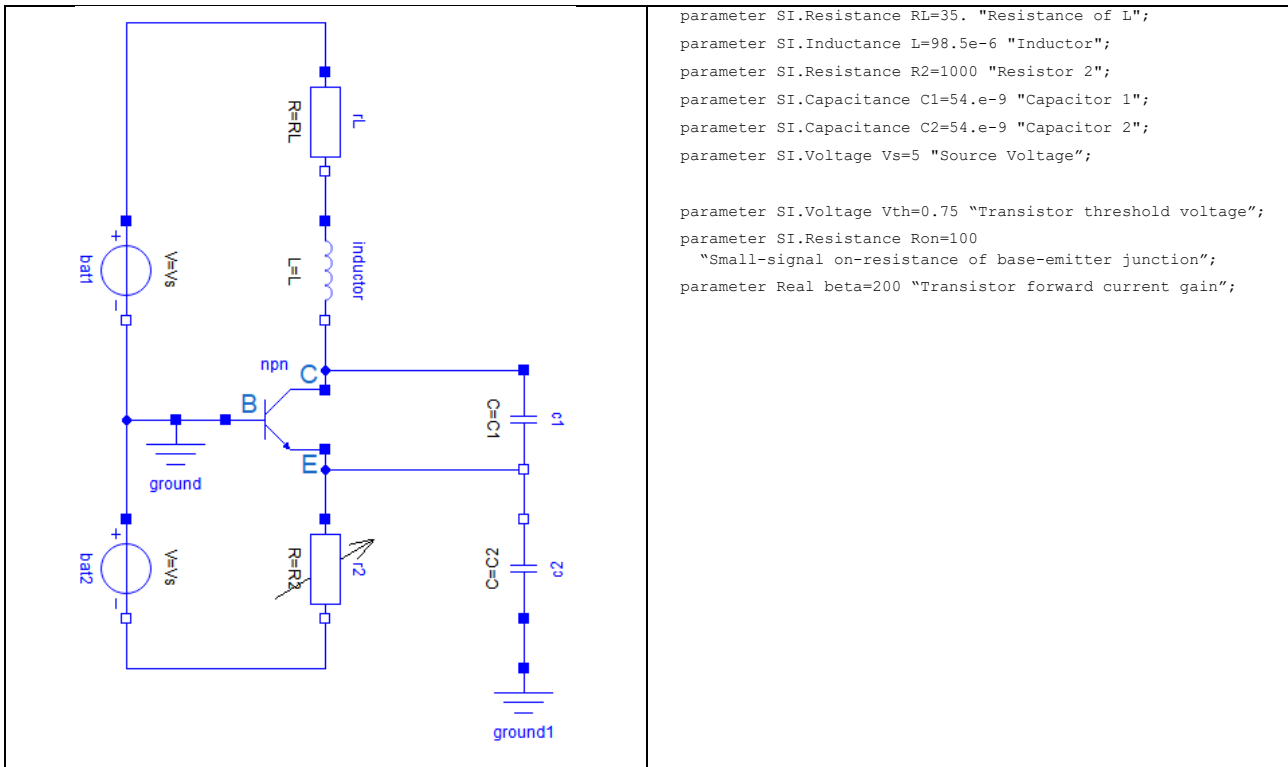 R=RL
rL
+
V=Vs
bat1
–
L=L
inductor
npn
C
B
E
C=C1
c1
ground
+
V=Vs
bat2
–
R=R2
r2
C=C2
c2
ground1
parameter SI.Resistance RL=35. "Resistance of L";
parameter SI.Inductance L=98.5e-6 "Inductor";
parameter SI.Resistance R2=1000 "Resistor 2";
parameter SI.Capacitance C1=54.e-9 "Capacitor 1";
parameter SI.Capacitance C2=54.e-9 "Capacitor 2";
parameter SI.Voltage Vs=5 "Source Voltage”;
parameter SI.Voltage Vth=0.75 “Transistor threshold voltage”;
parameter SI.Resistance Ron=100
“Small-signal on-resistance of base-emitter junction”;
parameter Real beta=200 “Transistor forward current gain”;